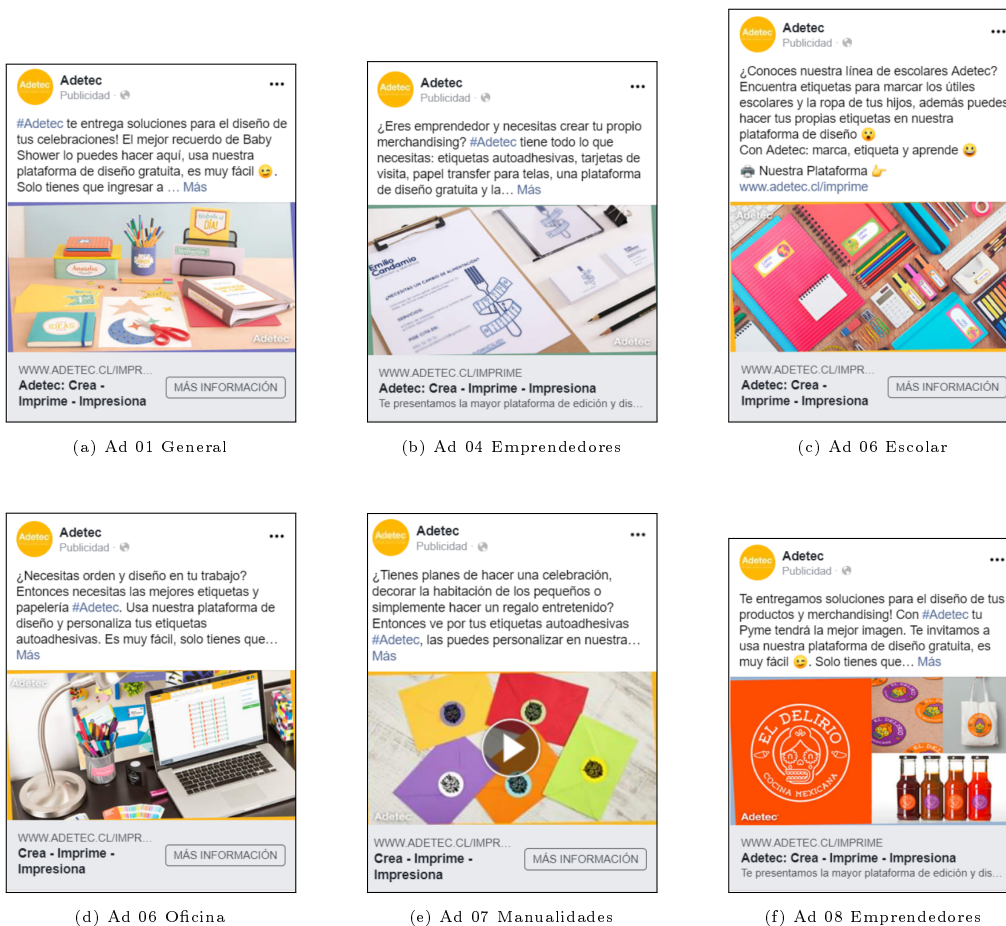 Adetec
Adetec
Publicidad
#Adetec te entrega soluciones para el diseño de
tus celebraciones! El mejor recuerdo de Baby
Shower lo puedes hacer aquí, usa nuestra
plataforma de diseño gratuita, es muy fácil 😉.
Solo tienes que ingresar a … Más
IDEAS
Adetec
WWW.ADETEC.CL/IMPR...
Adetec: Crea -
Imprime - Impresiona
MÁS INFORMACIÓN
(a) Ad 01 General
Adetec
Adetec
Publicidad
¿Eres emprendedor y necesitas crear tu propio
merchandising? #Adetec tiene todo lo que
necesitas: etiquetas autoadhesivas, tarjetas de
visita, papel transfer para telas, una plataforma
de diseño gratuita y la… Más
Emilia
Candamio
¿NECESITAS UN CAMBIO DE ALIMENTACIÓN?
SERVICIOS
Adetec
WWW.ADETEC.CL/IMPRIME
Adetec: Crea - Imprime - Impresiona
Te presentamos la mayor plataforma de edición y dis…
(b) Ad 04 Emprendedores
Adetec
Adetec
Publicidad
¿Conoces nuestra línea de escolares Adetec?
Encuentra etiquetas para marcar los útiles
escolares y la ropa de tus hijos, además puedes
hacer tus propias etiquetas en nuestra
plataforma de diseño 😮
Con Adetec: marca, etiqueta y aprende 😀
🖨 Nuestra Plataforma 👉
www.adetec.cl/imprime
Adetec
WWW.ADETEC.CL/IMPR...
Adetec: Crea -
Imprime - Impresiona
MÁS INFORMACIÓN
(c) Ad 06 Escolar
Adetec
Adetec
Publicidad
¿Necesitas orden y diseño en tu trabajo?
Entonces necesitas las mejores etiquetas y
papelería #Adetec. Usa nuestra plataforma de
diseño y personaliza tus etiquetas
autoadhesivas. Es muy fácil, solo tienes que…
Más
Adetec
WWW.ADETEC.CL/IMPR...
Crea - Imprime -
Impresiona
MÁS INFORMACIÓN
(d) Ad 06 Oficina
Adetec
Adetec
Publicidad
¿Tienes planes de hacer una celebración,
decorar la habitación de los pequeños o
simplemente hacer un regalo entretenido?
Entonces ve por tus etiquetas autoadhesivas
#Adetec, las puedes personalizar en nuestra…
Más
Adetec
WWW.ADETEC.CL/IMPR...
Crea - Imprime -
Impresiona
MÁS INFORMACIÓN
(e) Ad 07 Manualidades
Adetec
Adetec
Publicidad
Te entregamos soluciones para el diseño de tus
productos y merchandising! Con #Adetec tu
Pyme tendrá la mejor imagen. Te invitamos a
usa nuestra plataforma de diseño gratuita, es
muy fácil 😉. Solo tienes que… Más
EL DELIRIO
COCINA MEXICANA
Adetec
WWW.ADETEC.CL/IMPRIME
Adetec: Crea - Imprime - Impresiona
Te presentamos la mayor plataforma de edición y dis…
(f) Ad 08 Emprendedores